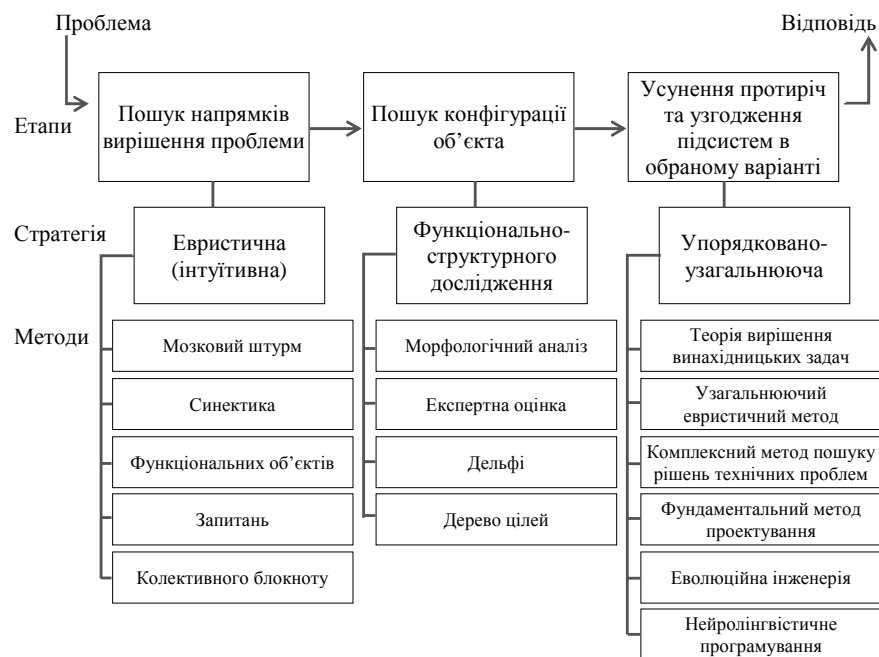 Проблема
Відповідь
Етапи
Пошук напрямків
вирішення проблеми
Пошук конфігурації
об’єкта
Усунення протиріч
та узгодження
підсистем в
обраному варіанті
Стратегія
Евристична
(інтуїтивна)
Функціонально-
структурного
дослідження
Упорядковано-
узагальнююча
Методи
Мозковий штурм
Синектика
Функціональних об’єктів
Запитань
Колективного блокноту
Морфологічний аналіз
Експертна оцінка
Дельфі
Дерево цілей
Теорія вирішення
винахідницьких задач
Узагальнюючий
евристичний метод
Комплексний метод пошуку
рішень технічних проблем
Фундаментальний метод
проектування
Еволюційна інженерія
Нейролінгвістичне
програмування